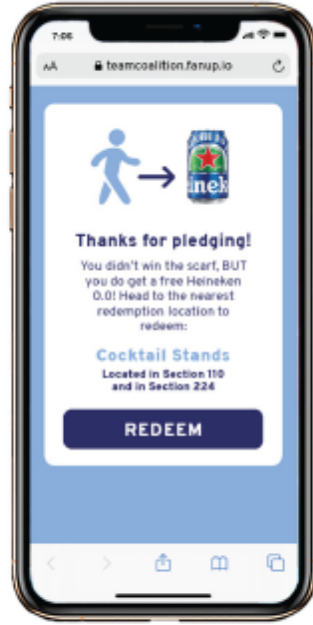 7:06
AA teamcoalition.fanup.io
inek
Thanks for pledging!
You didn't win the scarf, BUT
you do get a free Heineken
0.0! Head to the nearest
redemption location to
redeem:
Cocktail Stands
Located in Section 110
and in Section 224
REDEEM